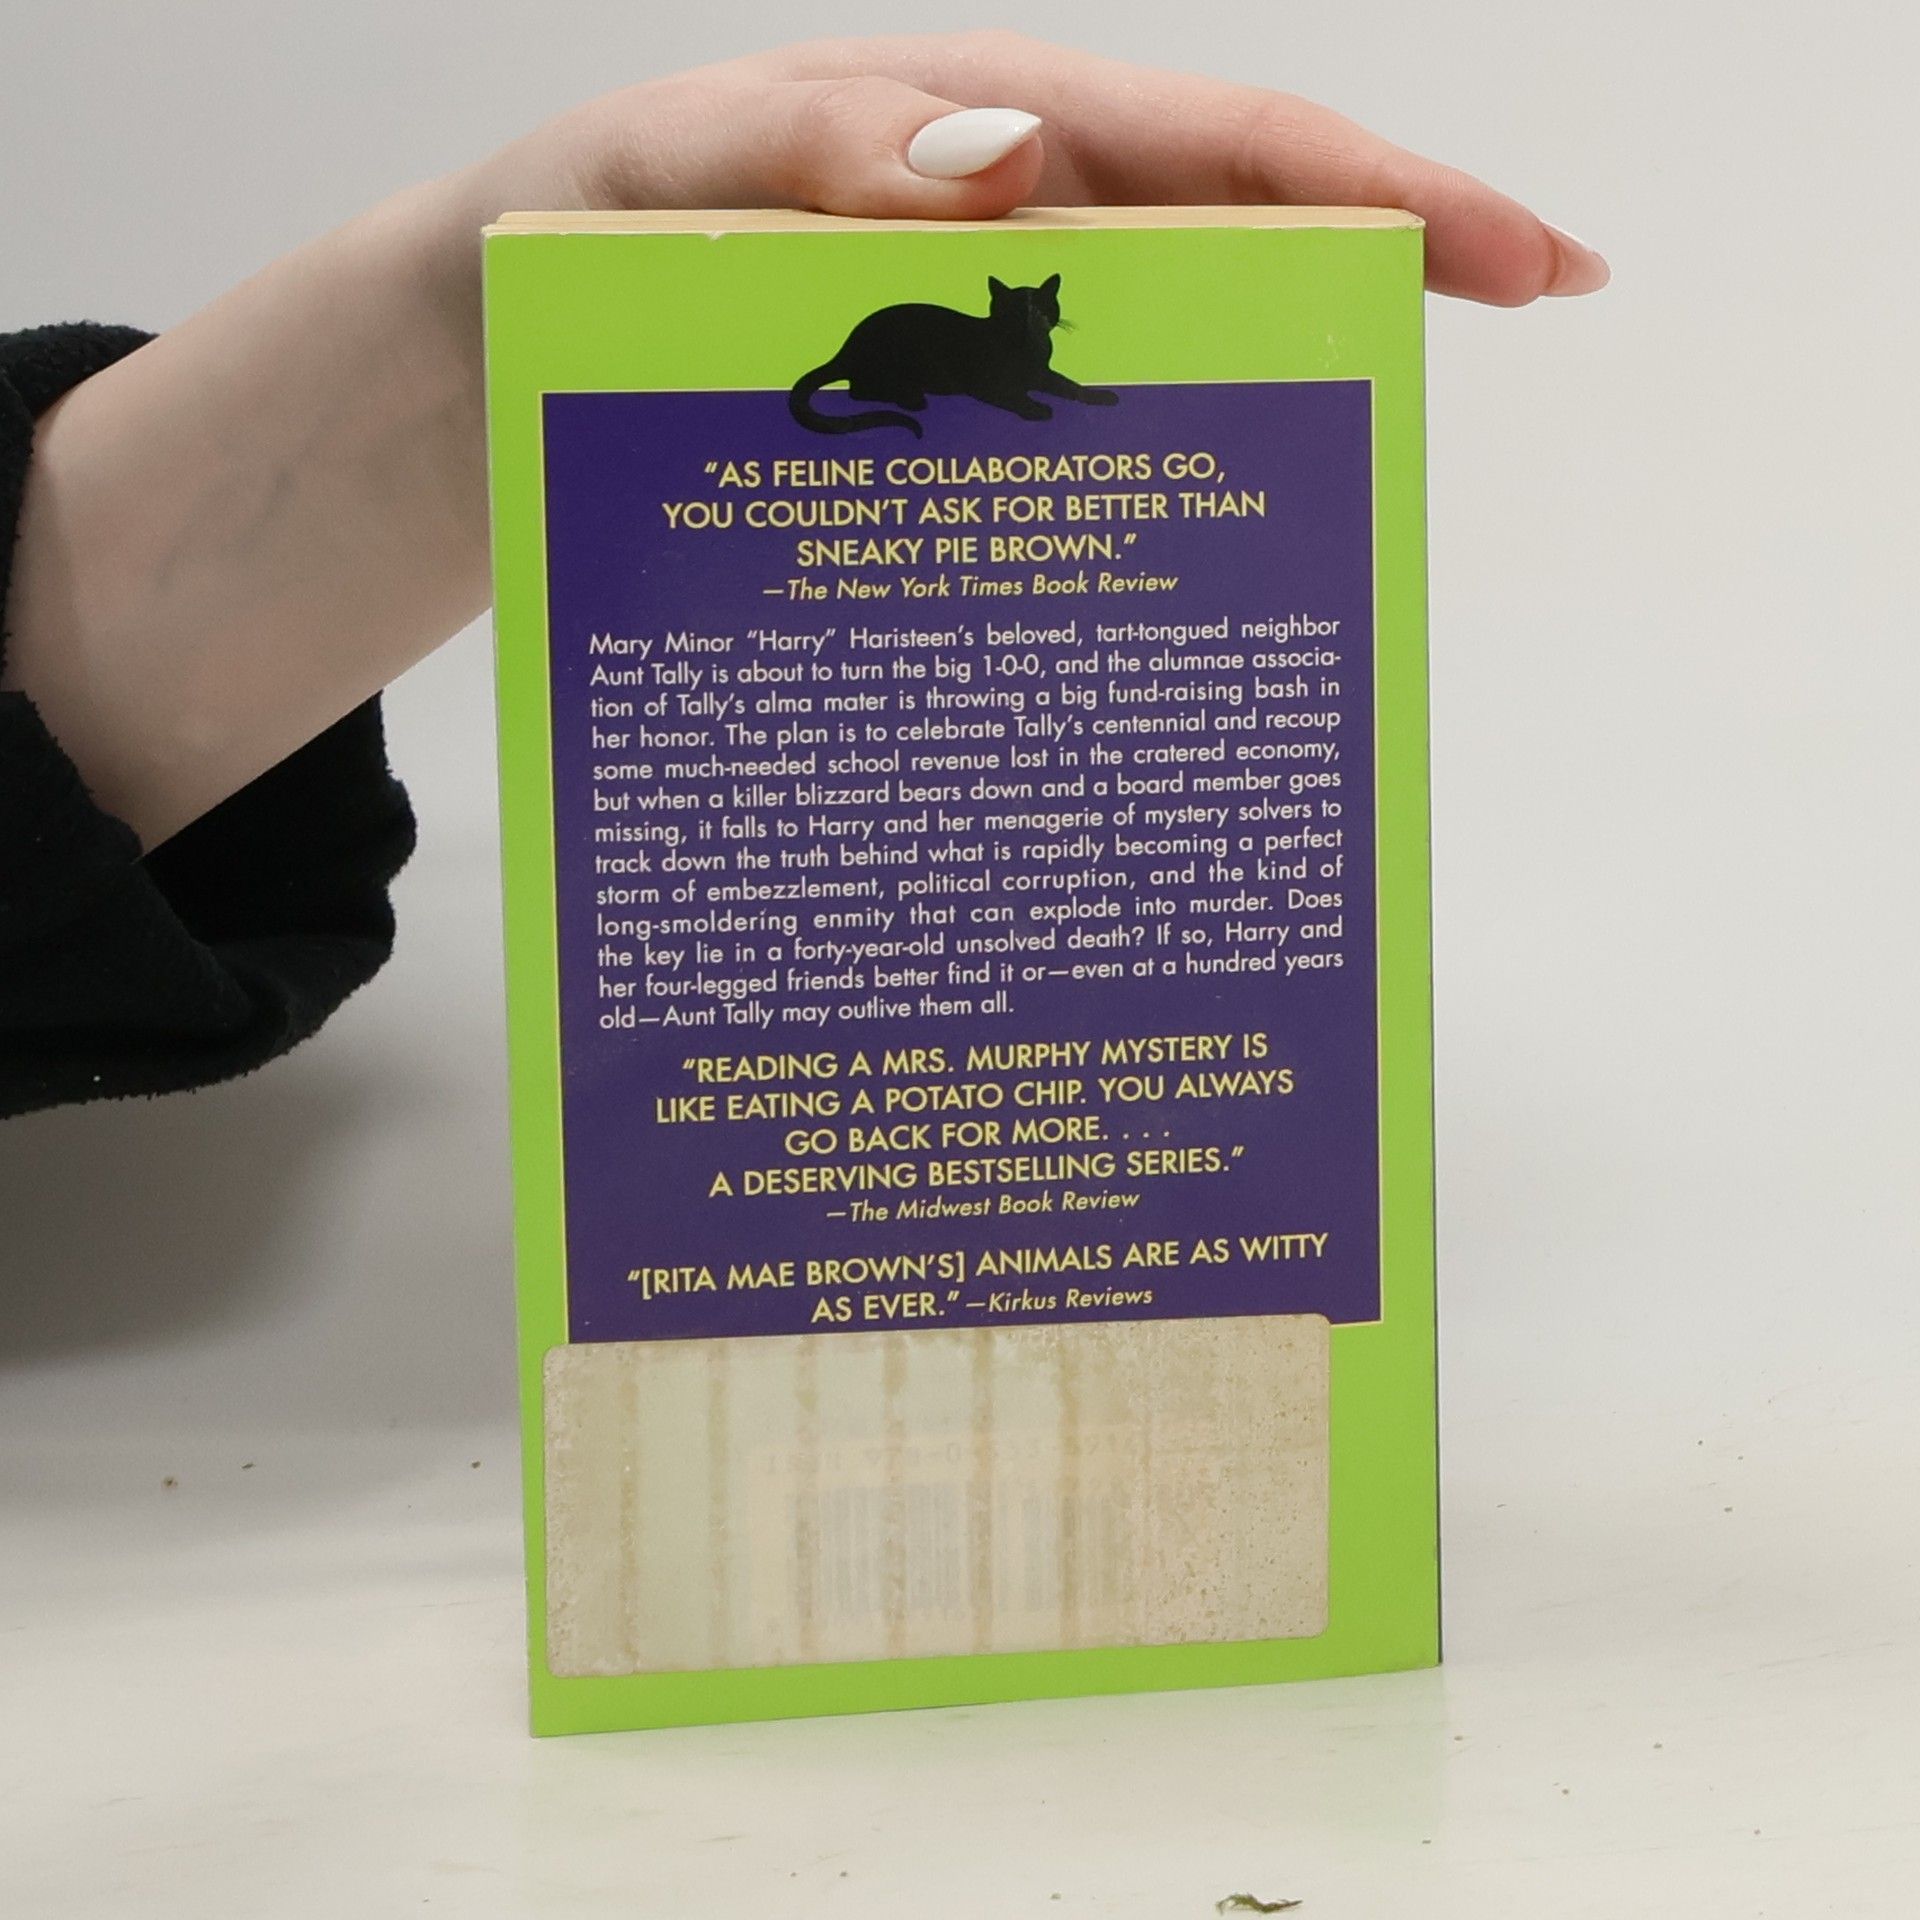 “AS FELINE COLLABORATORS GO,
YOU COULDN’T ASK FOR BETTER THAN
SNEAKY PIE BROWN.”
—The New York Times Book Review
Mary Minor “Harry” Haristeen’s beloved, tart-tongued neighbor
Aunt Tally is about to turn the big 1-0-0, and the alumnae associa-
tion of Tally’s alma mater is throwing a big fund-raising bash in
her honor. The plan is to celebrate Tally’s centennial and recoup
some much-needed school revenue lost in the cratered economy,
but when a killer blizzard bears down and a board member goes
missing, it falls to Harry and her menagerie of mystery solvers to
track down the truth behind what is rapidly becoming a perfect
storm of embezzlement, political corruption, and the kind of
long-smoldering enmity that can explode into murder. Does
the key lie in a forty-year-old unsolved death? If so, Harry and
her four-legged friends better find it or—even at a hundred years
old—Aunt Tally may outlive them all.
“READING A MRS. MURPHY MYSTERY IS
LIKE EATING A POTATO CHIP. YOU ALWAYS
GO BACK FOR MORE. . . .
A DESERVING BESTSELLING SERIES.”
—The Midwest Book Review
“[RITA MAE BROWN’S] ANIMALS ARE AS WITTY
AS EVER.” —Kirkus Reviews